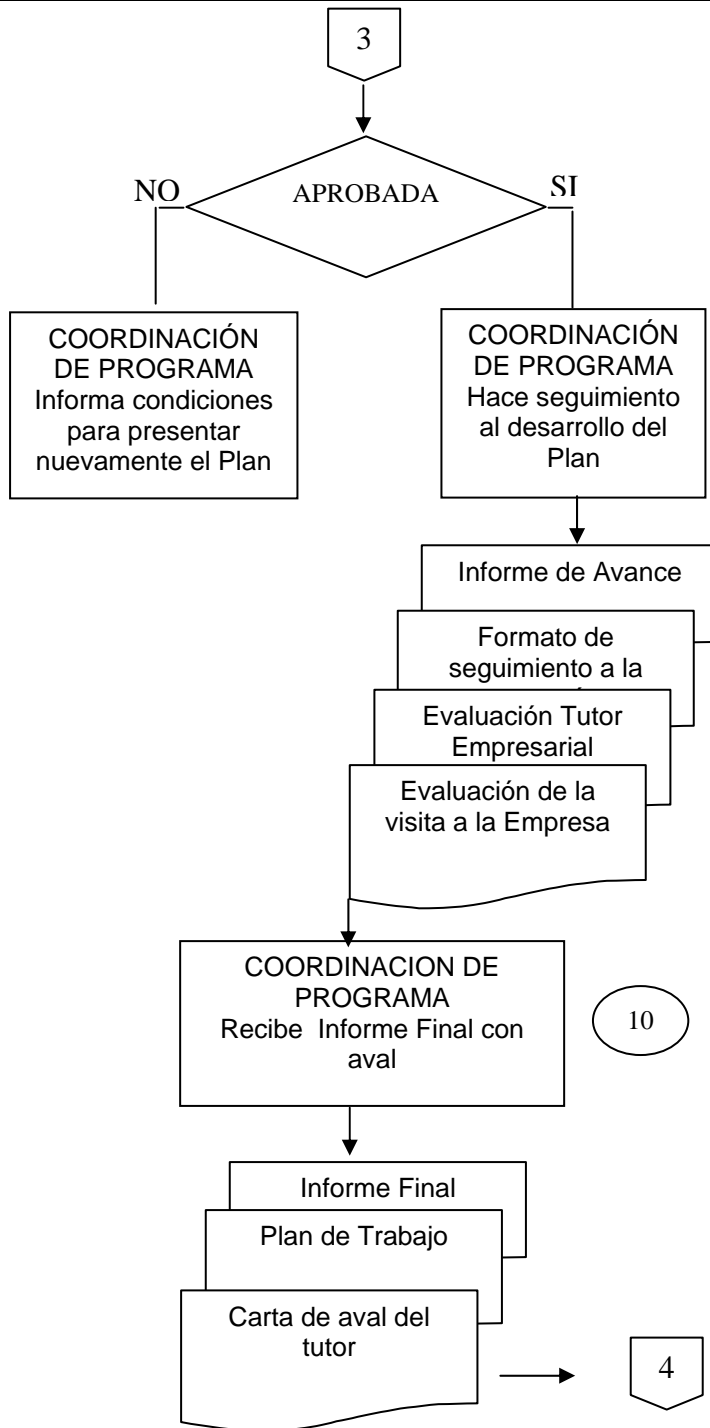 3
APROBADA
NO
SI
COORDINACIÓN
DE PROGRAMA
Informa condiciones
para presentar
nuevamente el Plan
COORDINACIÓN
DE PROGRAMA
Hace seguimiento
al desarrollo del
Plan
Informe de Avance
Formato de
seguimiento a la
Evaluación Tutor
Empresarial
Evaluación de la
visita a la Empresa
COORDINACION DE
PROGRAMA
Recibe Informe Final con
aval
10
Informe Final
Plan de Trabajo
Carta de aval del
tutor
4